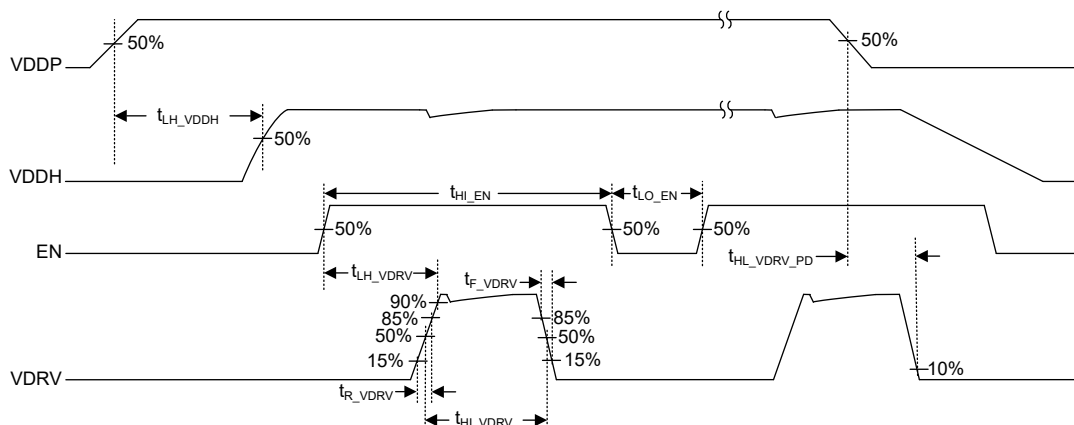 50%
50%
VDDP
t_LH_VDDH
50%
VDDH
t_HI_EN
t_LO_EN
50%
50%
50%
EN
t_HL_VDRV_PD
t_LH_VDRV
t_F_VDRV
90%
85%
85%
50%
50%
15%
15%
10%
VDRV
t_R_VDRV
t_HI_VDRV